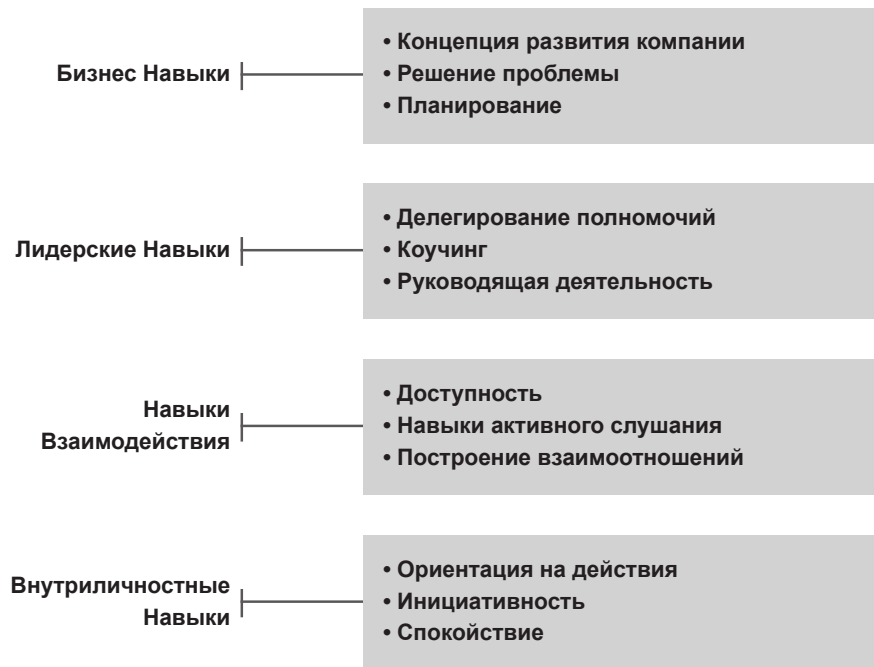 Бизнес Навыки
• Концепция развития компании
• Решение проблемы
• Планирование
Лидерские Навыки
• Делегирование полномочий
• Коучинг
• Руководящая деятельность
Навыки
Взаимодействия
• Доступность
• Навыки активного слушания
• Построение взаимоотношений
Внутриличностные
Навыки
• Ориентация на действия
• Инициативность
• Спокойствие